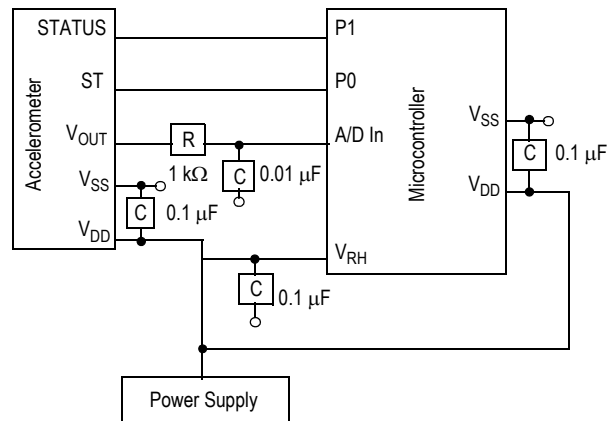 STATUS
ST
V_OUT
V_SS
V_DD
Accelerometer
R
1 kΩ
C
0.01 µF
C
0.1 µF
C
0.1 µF
P1
P0
A/D In
V_RH
Microcontroller
V_SS
V_DD
C
0.1 µF
Power Supply